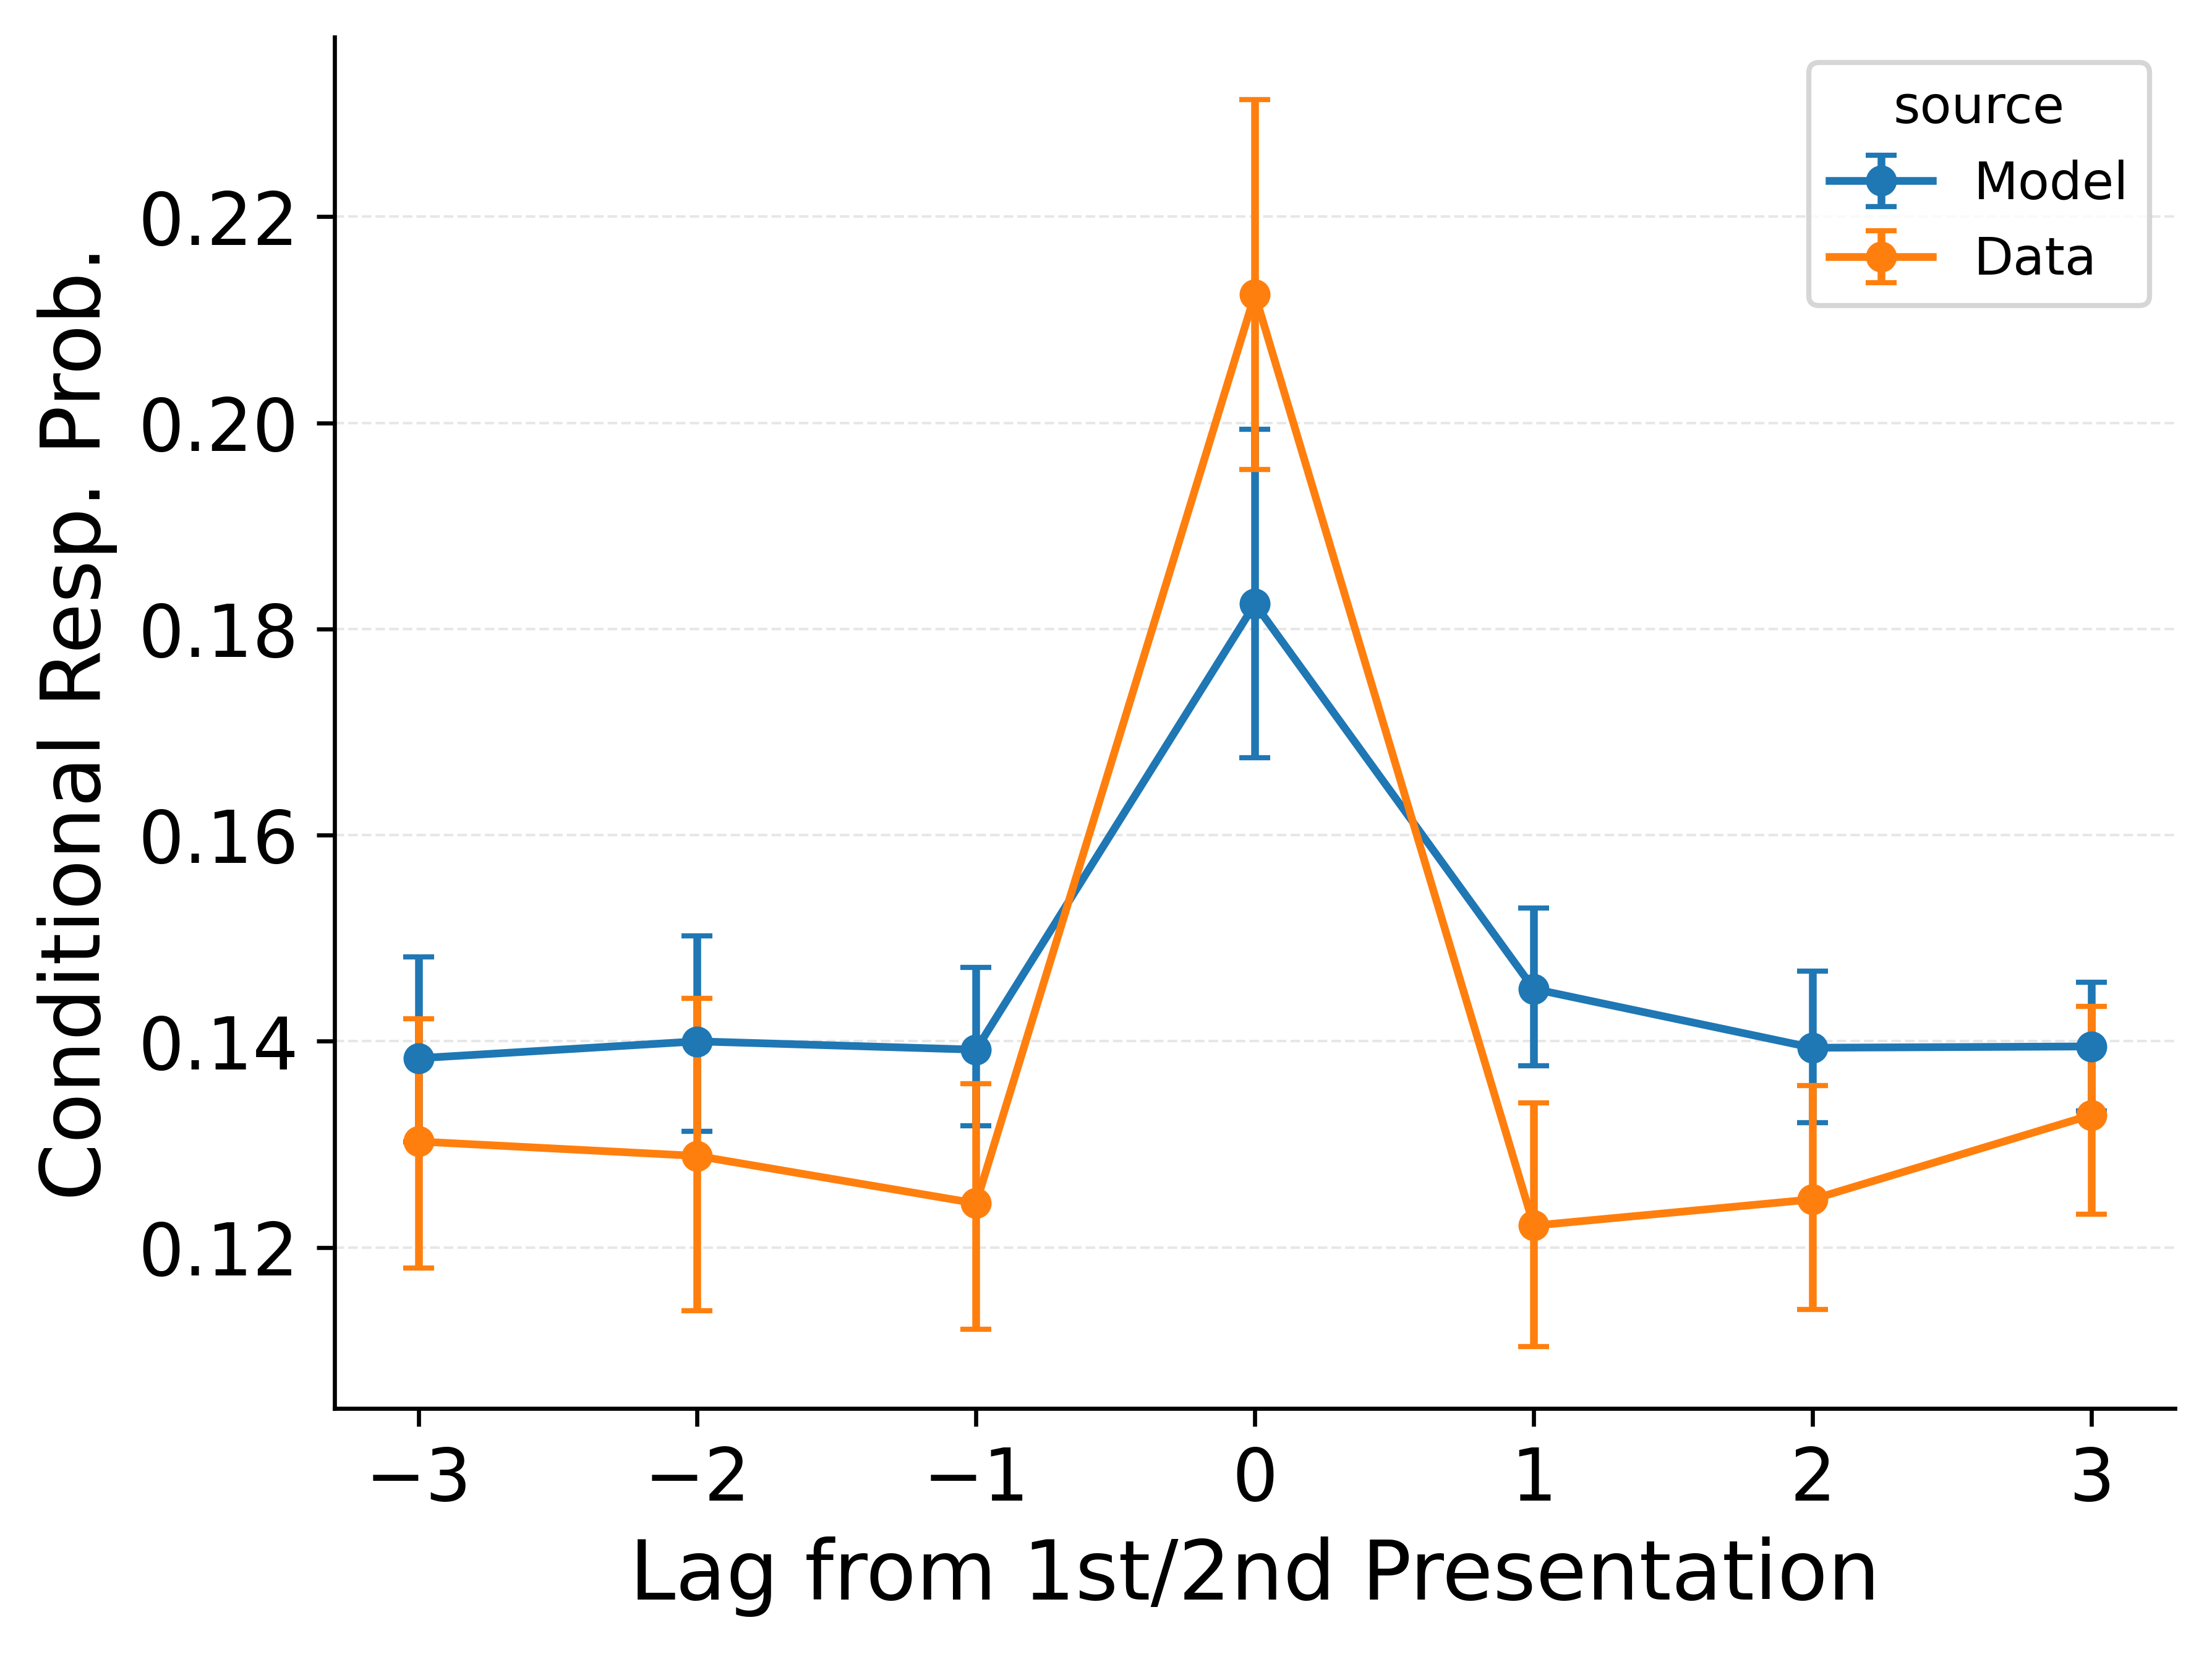 source
Model
Data
Conditional Resp. Prob.
0.22
0.20
0.18
0.16
0.14
0.12
−3 −2 −1 0 1 2 3
Lag from 1st/2nd Presentation